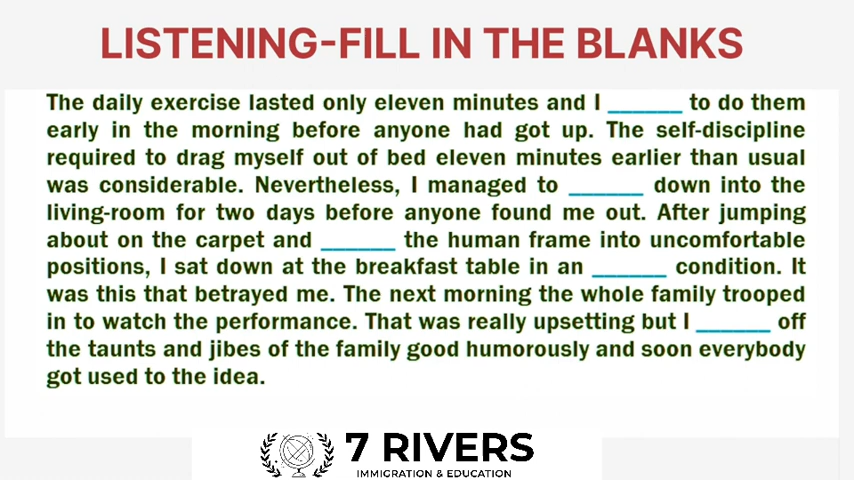 LISTENING-FILL IN THE BLANKS
The daily exercise lasted only eleven minutes and I ______ to do them
early in the morning before anyone had got up. The self-discipline
required to drag myself out of bed eleven minutes earlier than usual
was considerable. Nevertheless, I managed to ______ down into the
living-room for two days before anyone found me out. After jumping
about on the carpet and ______ the human frame into uncomfortable
positions, I sat down at the breakfast table in an ______ condition. It
was this that betrayed me. The next morning the whole family trooped
in to watch the performance. That was really upsetting but I ______ off
the taunts and jibes of the family good humorously and soon everybody
got used to the idea.
7 RIVERS
IMMIGRATION & EDUCATION